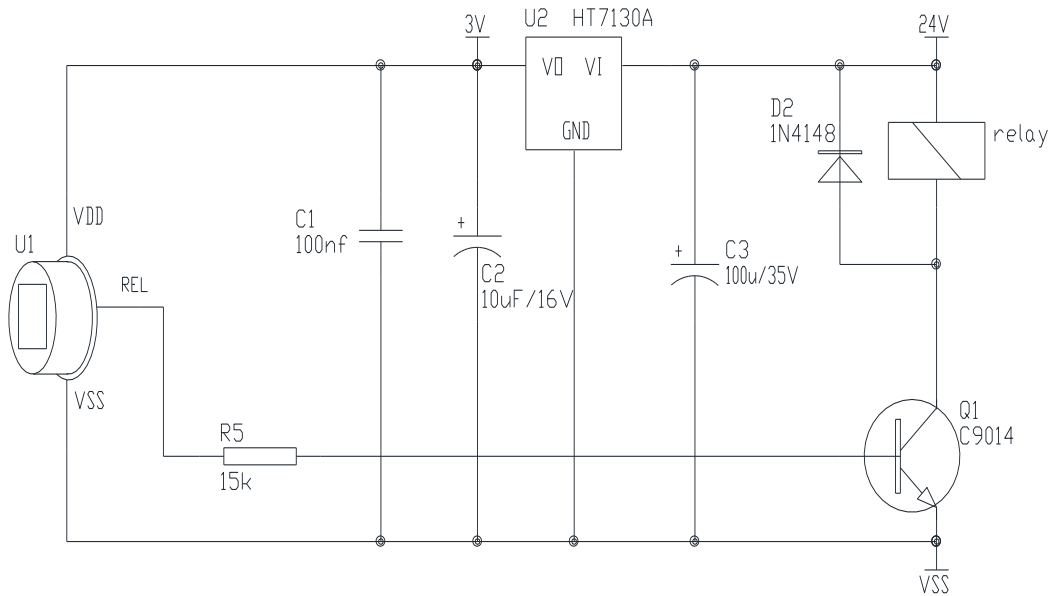 3V
U2 HT7130A
24V
VO VI
GND
D2
1N4148
relay
VDD
U1
C1
100nf
+
C2
10uF/16V
+
C3
100u/35V
REL
VSS
R5
15k
Q1
C9014
VSS